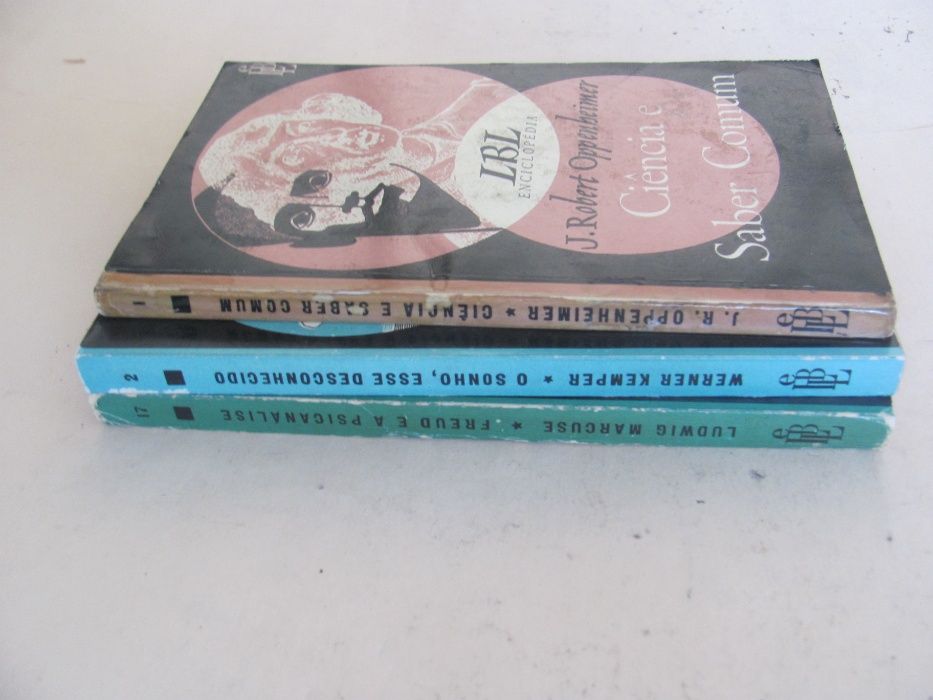 LBL
ENCICLOPÉDIA
J. Robert Oppenheimer
Ciência e
Saber Comum
J. R. OPPENHEIMER ★ CIÊNCIA E SABER COMUM 1
WERNER KEMPER ★ O SONHO, ESSE DESCONHECIDO 2
LUDWIG MARCUSE ★ FREUD E A PSICANÁLISE 17